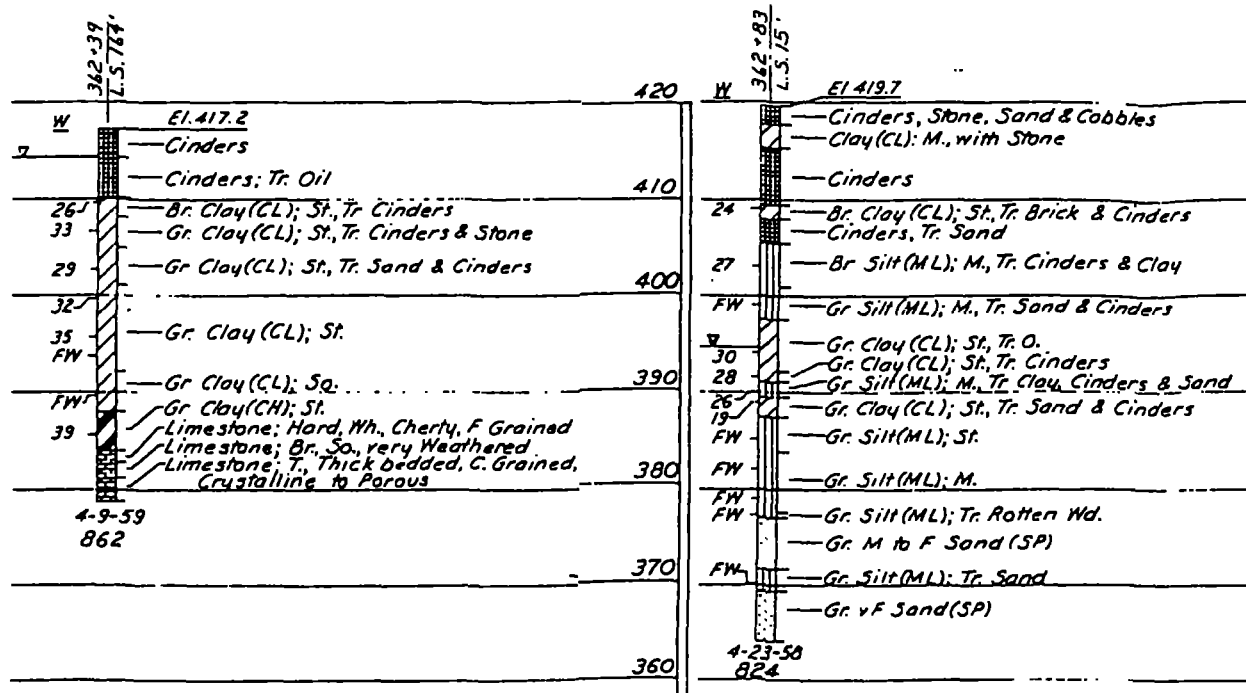 362+39
L.S. 764'
W
El. 417.2
Cinders
Cinders; Tr. Oil
26
Br. Clay (CL); St., Tr Cinders
33
Gr. Clay (CL); St., Tr. Cinders & Stone
29
Gr Clay (CL); St., Tr. Sand & Cinders
32
35
Gr. Clay (CL); St.
FW
Gr Clay (CL); So.
FW
Gr Clay (CH); St.
39
Limestone; Hard, Wh., Cherty, F Grained
Limestone; Br., So., very Weathered
Limestone; T., Thick bedded, C. Grained,
Crystalline to Porous
4-9-59
862
420
410
400
390
380
370
360
362+83
L.S. 15'
W
El 419.7
Cinders, Stone, Sand & Cobbles
Clay (CL): M., with Stone
Cinders
24
Br. Clay (CL); St., Tr. Brick & Cinders
Cinders, Tr. Sand
27
Br Silt (ML); M., Tr. Cinders & Clay
FW
Gr Silt (ML); M., Tr. Sand & Cinders
Gr. Clay (CL); St., Tr. O.
30
Gr. Clay (CL); St., Tr. Cinders
28
Gr Silt (ML); M., Tr Clay, Cinders & Sand
26
19
Gr. Clay (CL); St., Tr. Sand & Cinders
FW
Gr. Silt (ML); St.
FW
Gr. Silt (ML); M.
FW
FW
Gr. Silt (ML); Tr. Rotten Wd.
Gr. M to F Sand (SP)
FW
Gr. Silt (ML); Tr. Sand
Gr. vF Sand (SP)
4-23-58
824